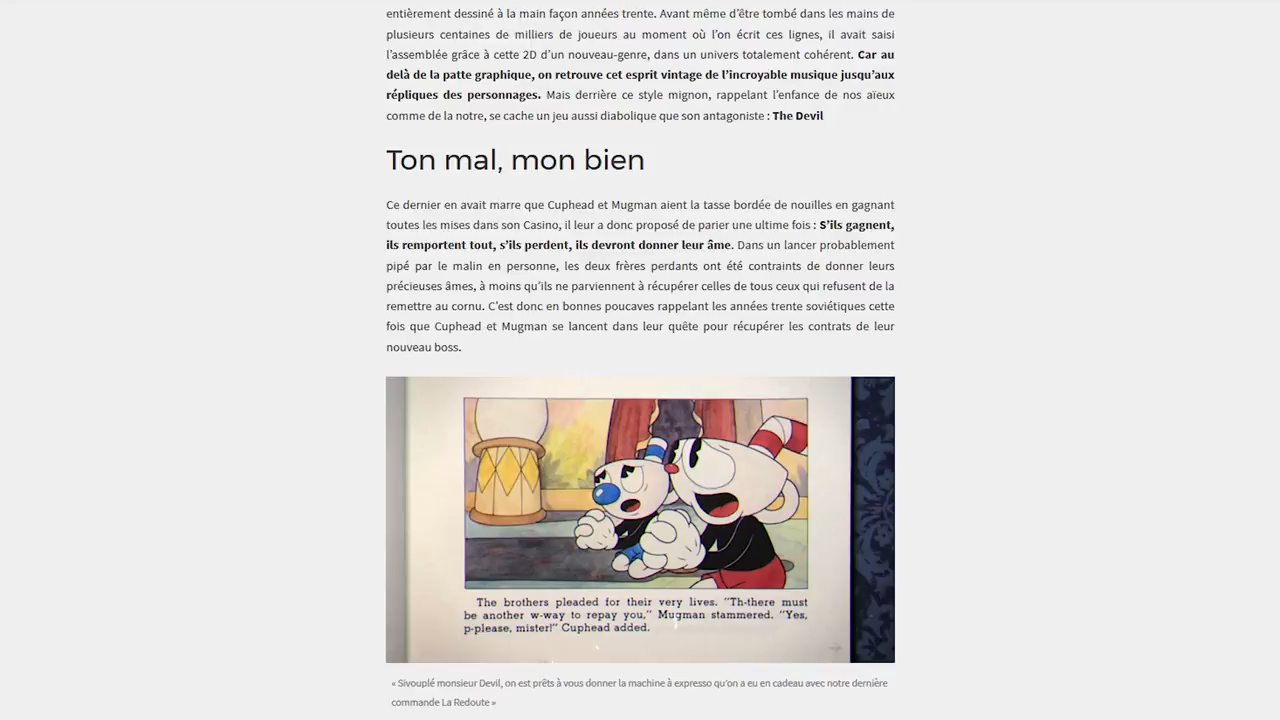 entièrement dessiné à la main façon années trente. Avant même d’être tombé dans les mains de
plusieurs centaines de milliers de joueurs au moment où l’on écrit ces lignes, il avait saisi
l’assemblée grâce à cette 2D d’un nouveau-genre, dans un univers totalement cohérent. Car au
delà de la patte graphique, on retrouve cet esprit vintage de l’incroyable musique jusqu’aux
répliques des personnages. Mais derrière ce style mignon, rappelant l’enfance de nos aïeux
comme de la notre, se cache un jeu aussi diabolique que son antagoniste : The Devil
Ton mal, mon bien
Ce dernier en avait marre que Cuphead et Mugman aient la tasse bordée de nouilles en gagnant
toutes les mises dans son Casino, il leur a donc proposé de parier une ultime fois : S’ils gagnent,
ils remportent tout, s’ils perdent, ils devront donner leur âme. Dans un lancer probablement
pipé par le malin en personne, les deux frères perdants ont été contraints de donner leurs
précieuses âmes, à moins qu’ils ne parviennent à récupérer celles de tous ceux qui refusent de la
remettre au cornu. C’est donc en bonnes poucaves rappelant les années trente soviétiques cette
fois que Cuphead et Mugman se lancent dans leur quête pour récupérer les contrats de leur
nouveau boss.
The brothers pleaded for their very lives. "Th-there must
be another w-way to repay you," Mugman stammered. "Yes,
p-please, mister!" Cuphead added.
« Sivouplé monsieur Devil, on est prêts à vous donner la machine à expresso qu’on a eu en cadeau avec notre dernière
commande La Redoute »